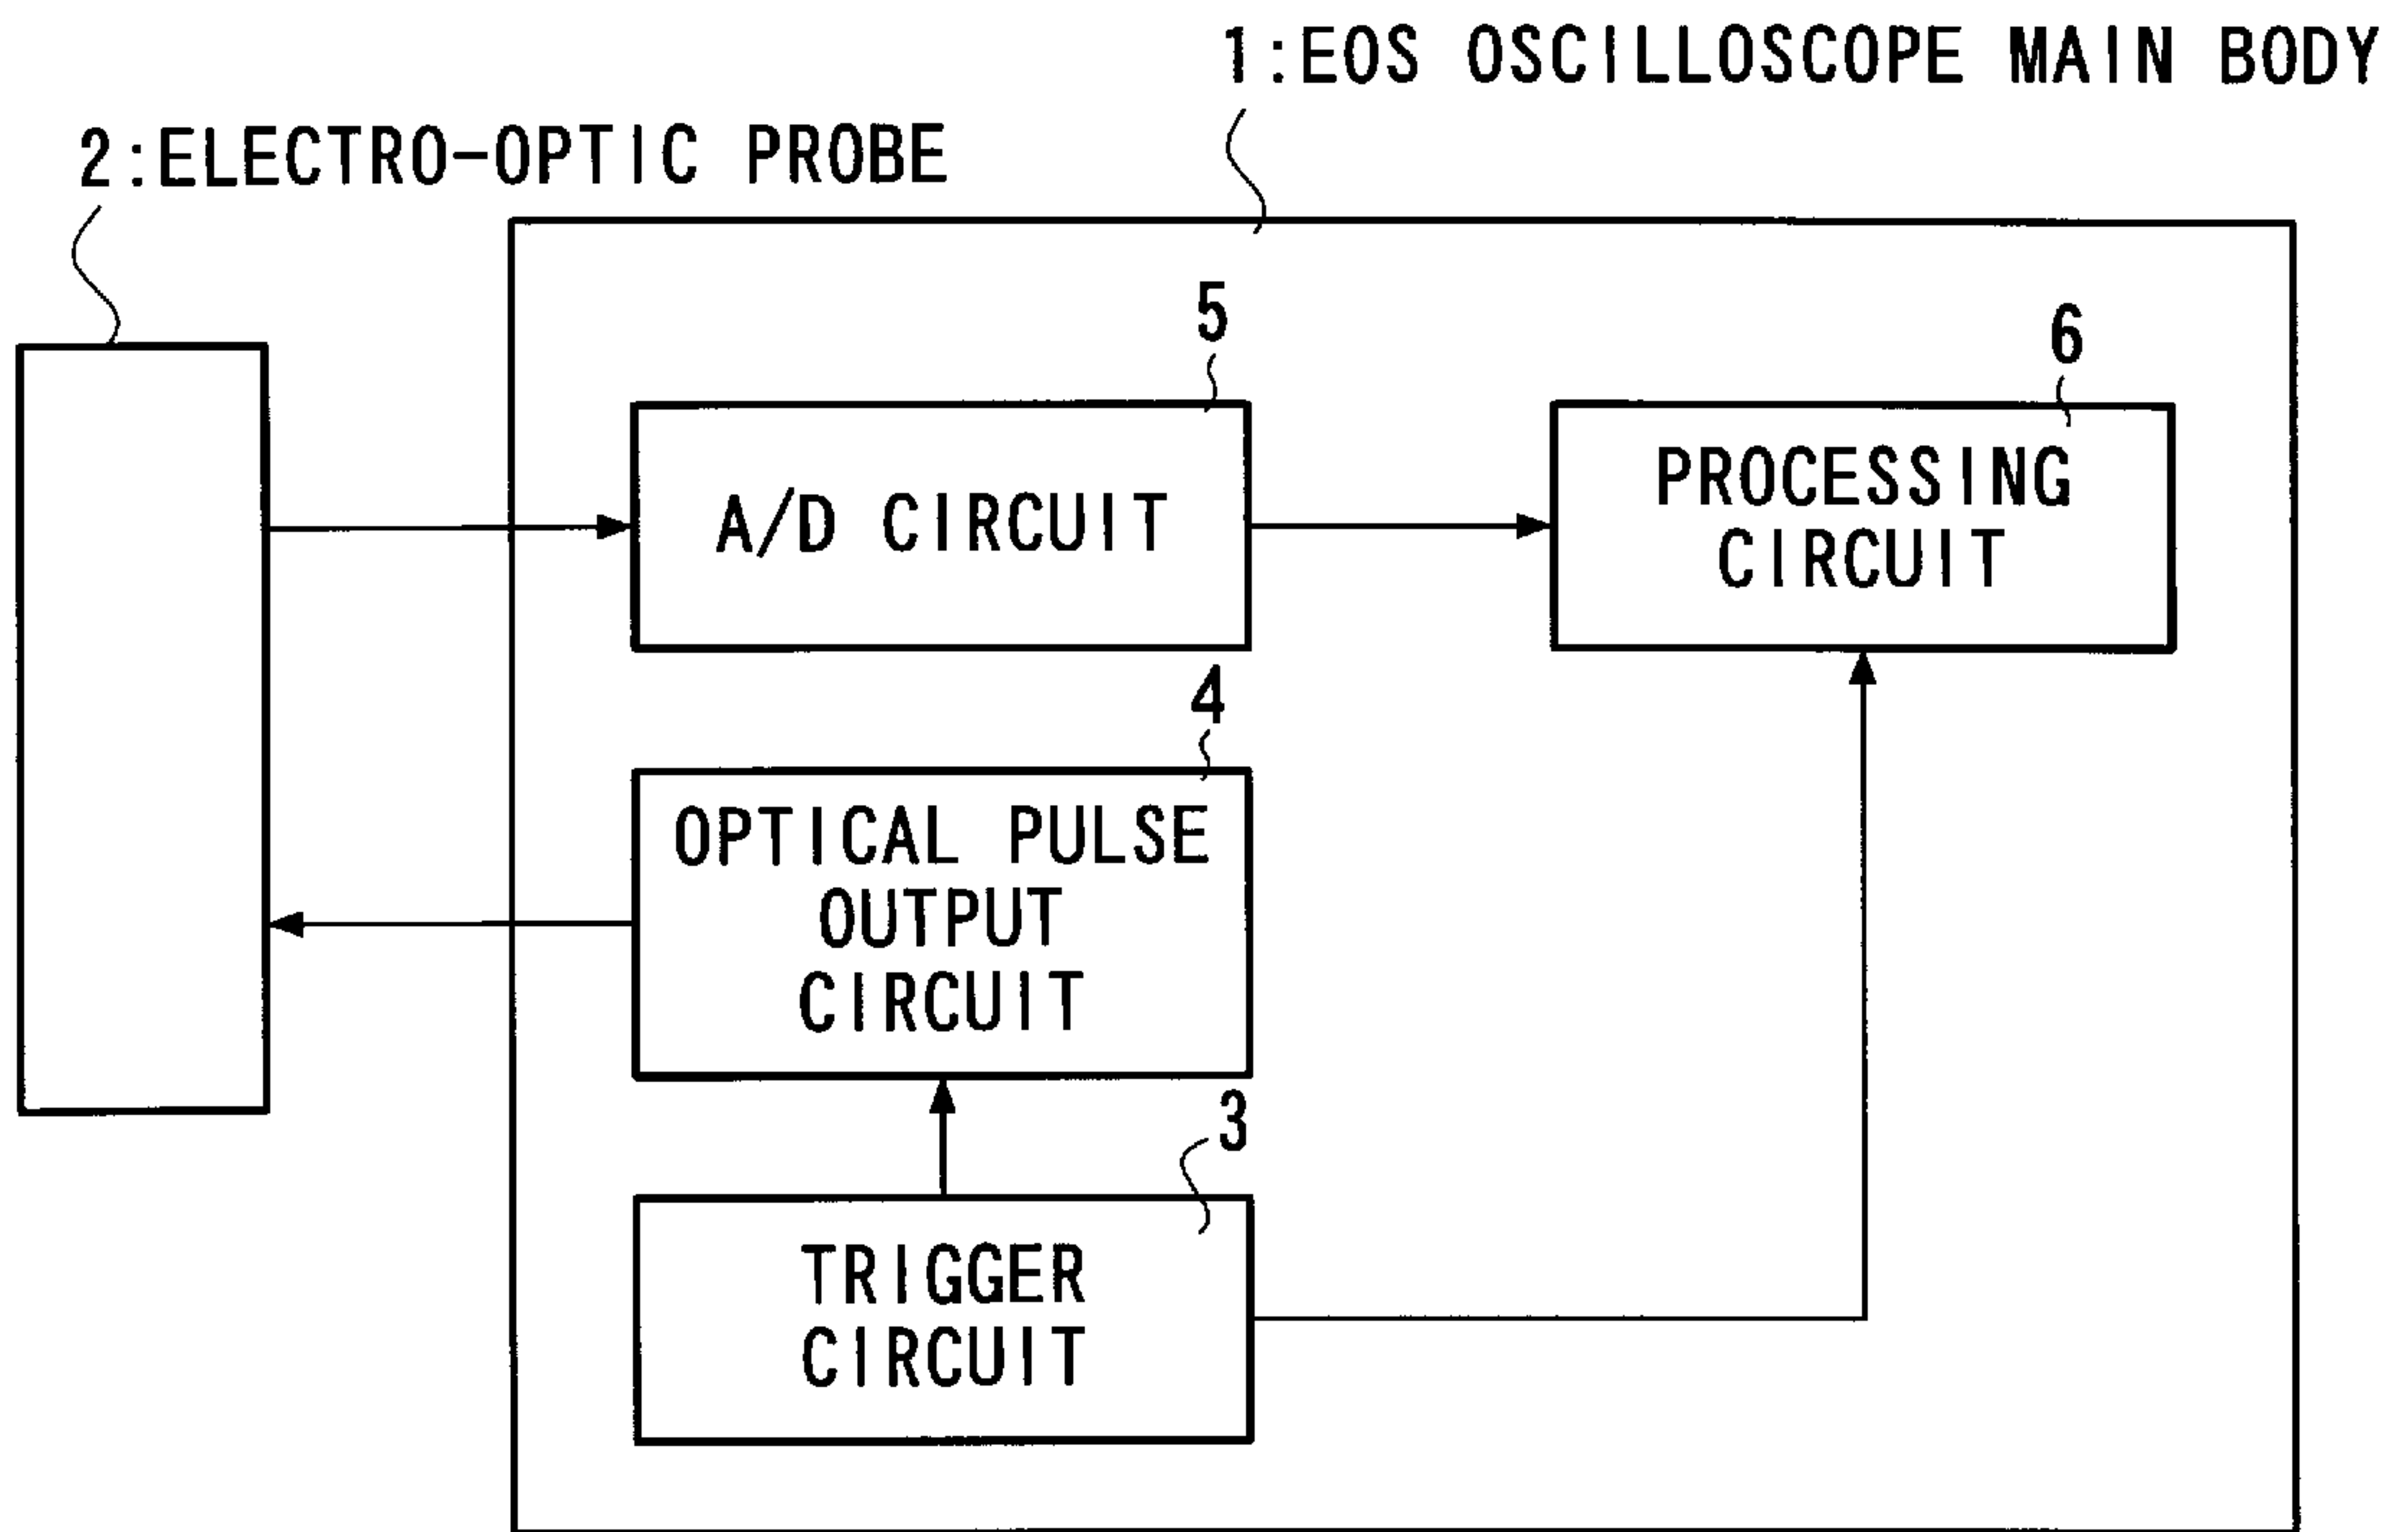 1:EOS OSCILLOSCOPE MAIN BODY
2:ELECTRO-OPTIC PROBE
5
6
A/D CIRCUIT
PROCESSING
CIRCUIT
4
OPTICAL PULSE
OUTPUT
CIRCUIT
3
TRIGGER
CIRCUIT